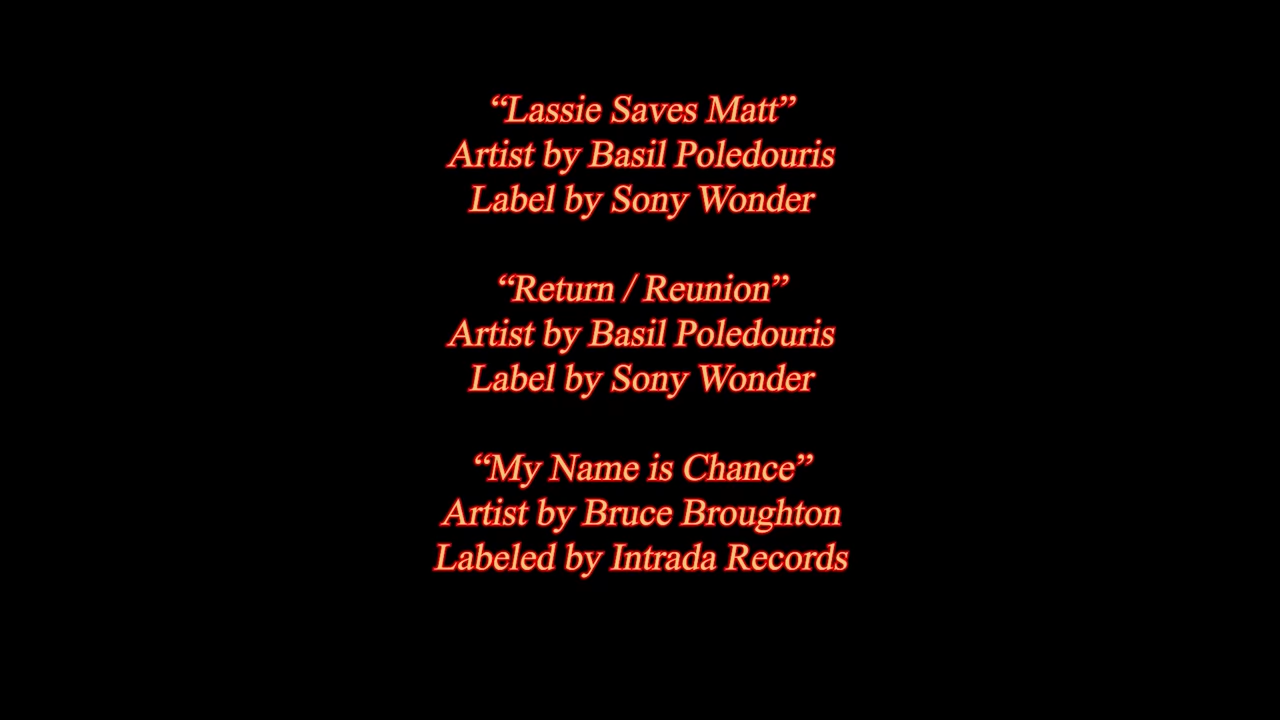 “Lassie Saves Matt”
Artist by Basil Poledouris
Label by Sony Wonder
“Return / Reunion”
Artist by Basil Poledouris
Label by Sony Wonder
“My Name is Chance”
Artist by Bruce Broughton
Labeled by Intrada Records